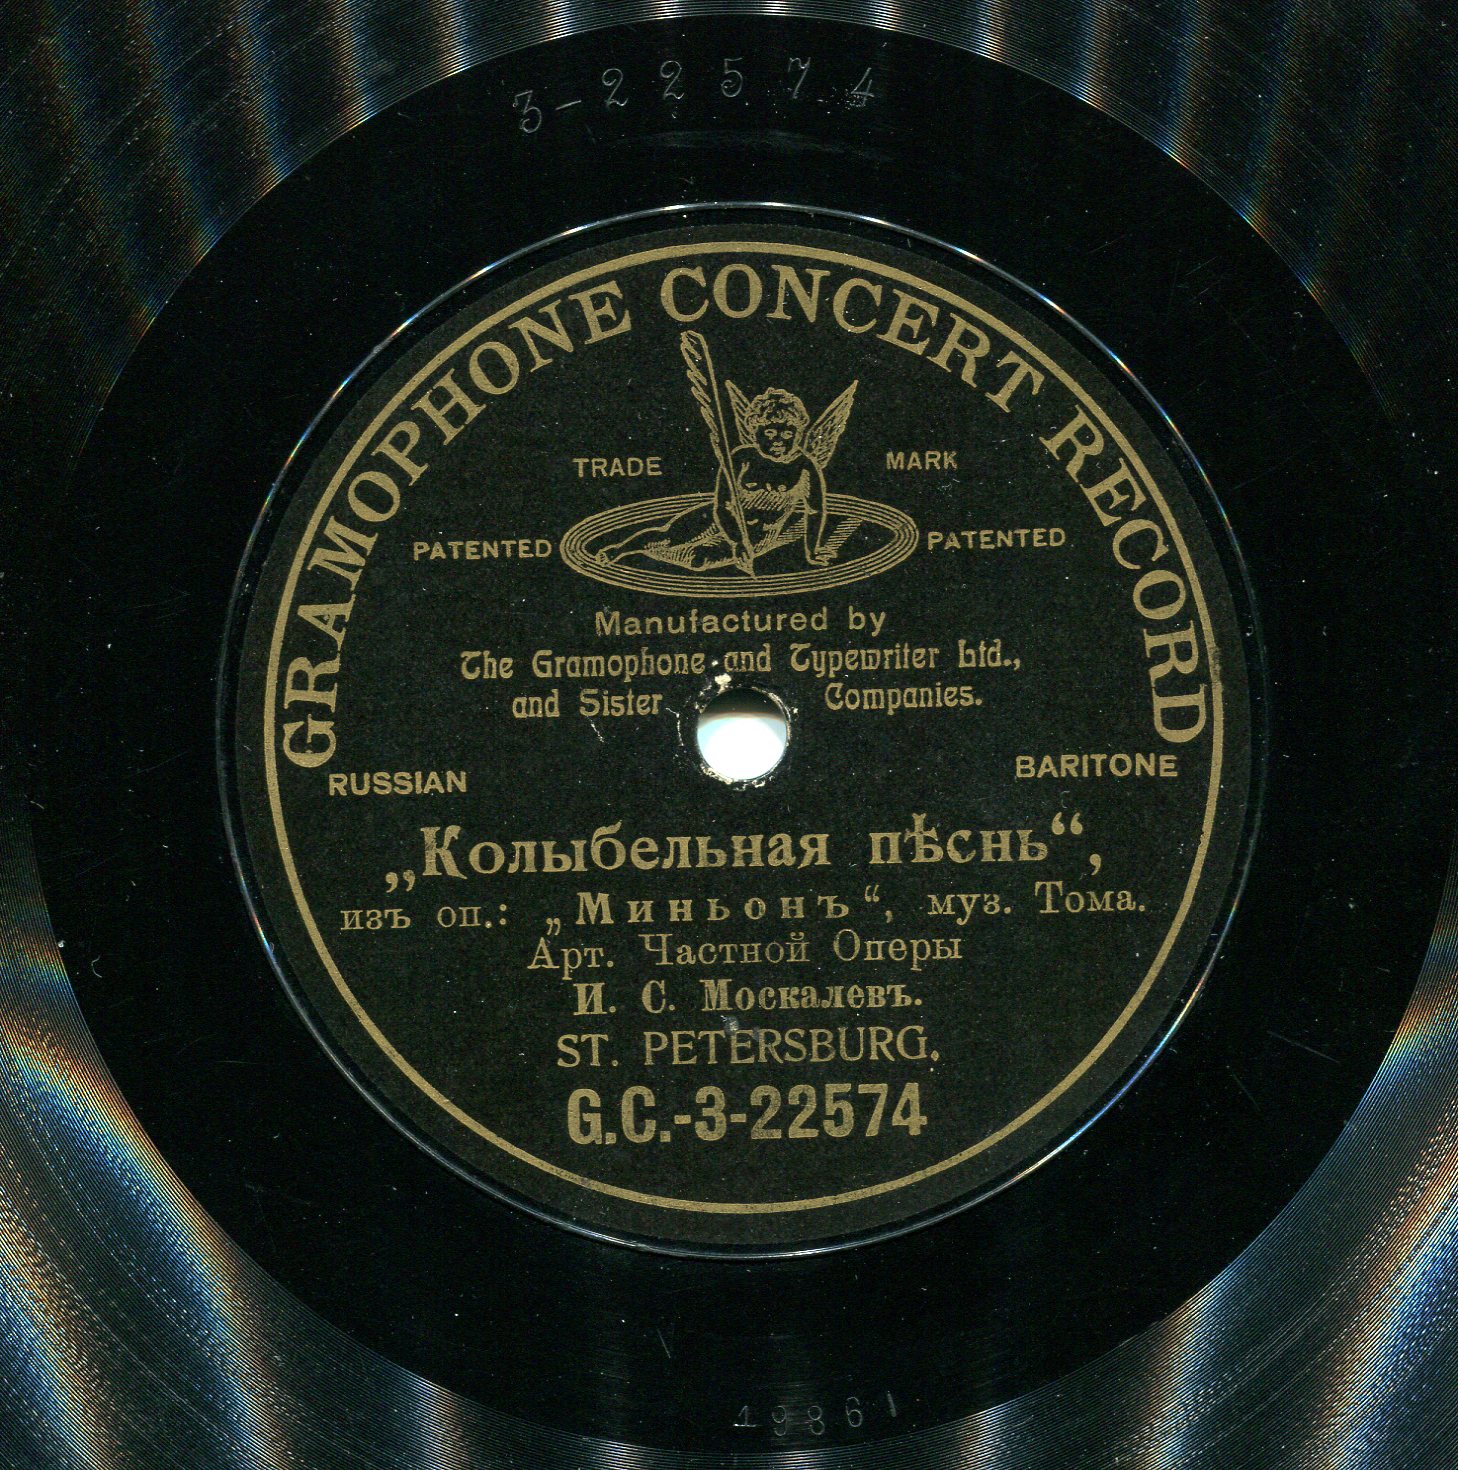 3-22574
GRAMOPHONE CONCERT RECORD
TRADE MARK
PATENTED PATENTED
Manufactured by
The Gramophone and Typewriter Ltd.,
and Sister Companies.
RUSSIAN BARITONE
„Колыбельная пѣснь“,
изъ оп.: „Миньонъ“, муз. Тома.
Арт. Частной Оперы
И. С. Москалевъ.
ST. PETERSBURG.
G.C.-3-22574